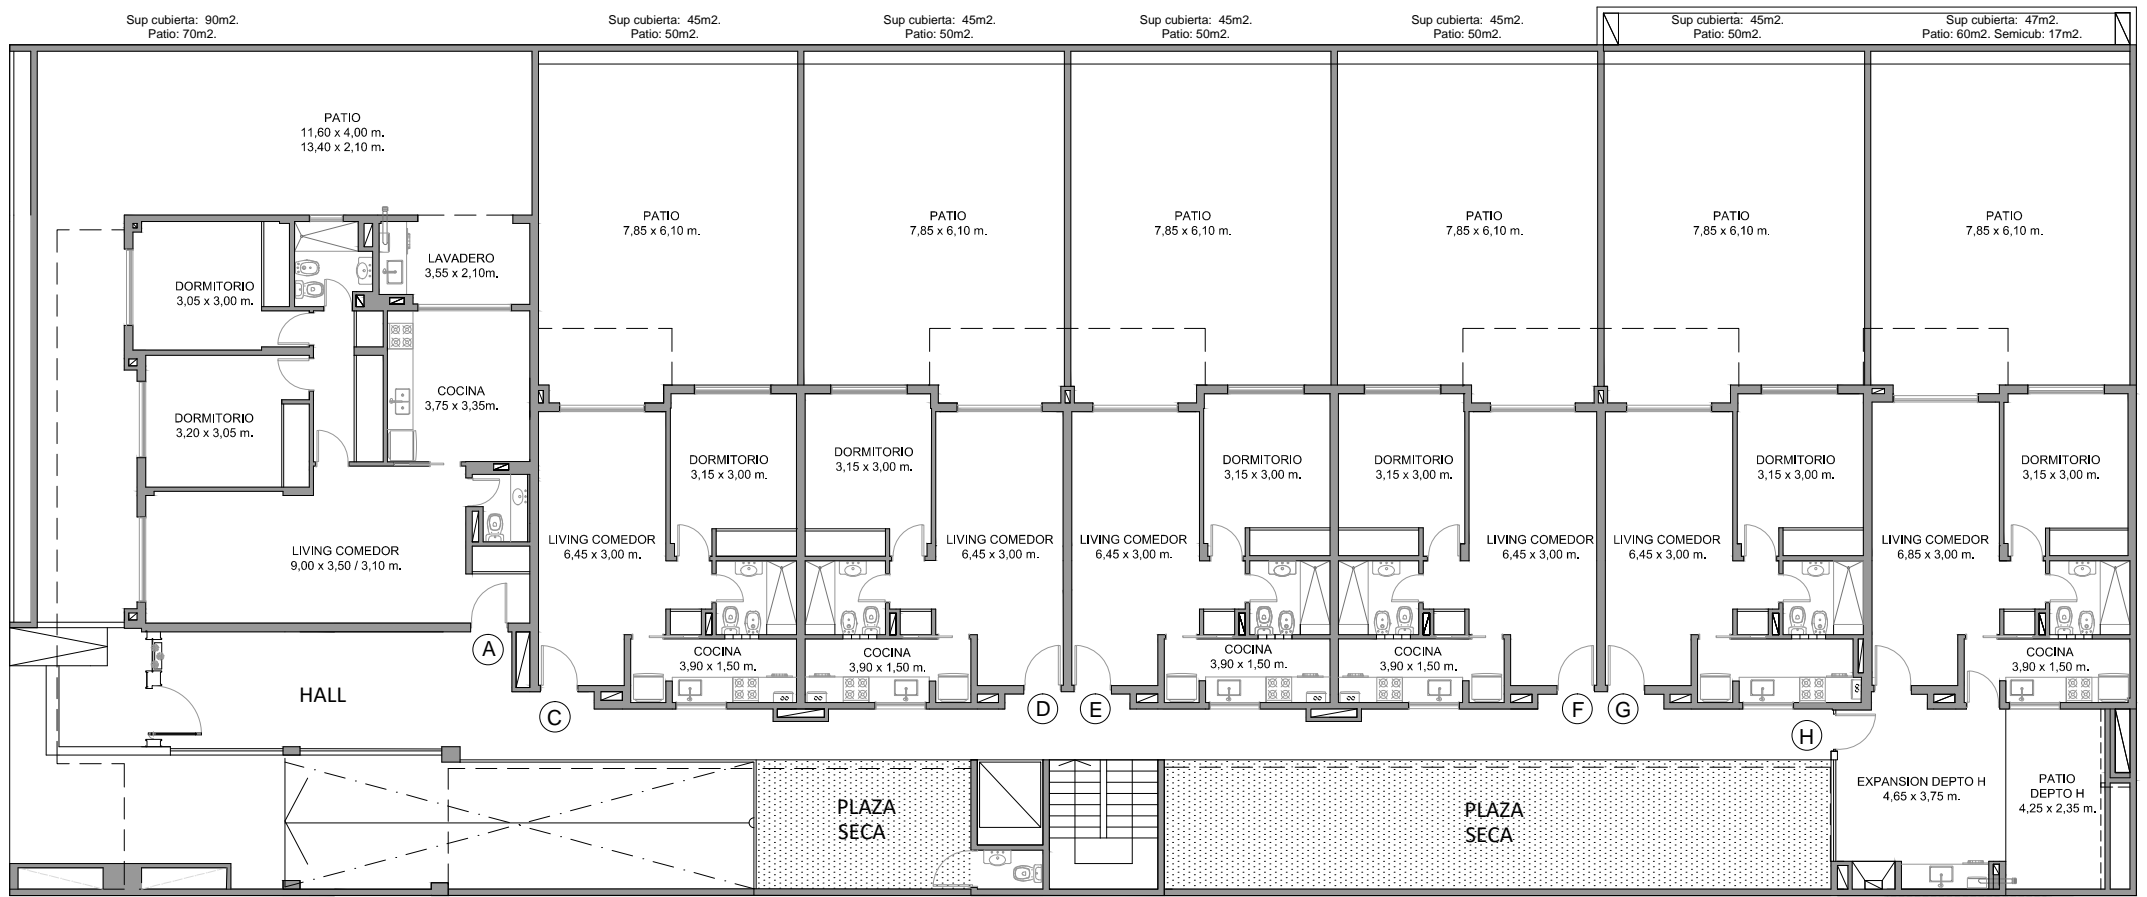 Sup cubierta: 90m2.
Patio: 70m2.
Sup cubierta: 45m2.
Patio: 50m2.
Sup cubierta: 45m2.
Patio: 50m2.
Sup cubierta: 45m2.
Patio: 50m2.
Sup cubierta: 45m2.
Patio: 50m2.
Sup cubierta: 45m2.
Patio: 50m2.
Sup cubierta: 47m2.
Patio: 60m2. Semicub: 17m2.
PATIO
11,60 x 4,00 m.
13,40 x 2,10 m.
PATIO
7,85 x 6,10 m.
PATIO
7,85 x 6,10 m.
PATIO
7,85 x 6,10 m.
PATIO
7,85 x 6,10 m.
PATIO
7,85 x 6,10 m.
PATIO
7,85 x 6,10 m.
DORMITORIO
3,05 x 3,00 m.
LAVADERO
3,55 x 2,10m.
DORMITORIO
3,20 x 3,05 m.
COCINA
3,75 x 3,35m.
LIVING COMEDOR
9,00 x 3,50 / 3,10 m.
DORMITORIO
3,15 x 3,00 m.
DORMITORIO
3,15 x 3,00 m.
DORMITORIO
3,15 x 3,00 m.
DORMITORIO
3,15 x 3,00 m.
DORMITORIO
3,15 x 3,00 m.
DORMITORIO
3,15 x 3,00 m.
LIVING COMEDOR
6,45 x 3,00 m.
LIVING COMEDOR
6,45 x 3,00 m.
LIVING COMEDOR
6,45 x 3,00 m.
LIVING COMEDOR
6,45 x 3,00 m.
LIVING COMEDOR
6,45 x 3,00 m.
LIVING COMEDOR
6,85 x 3,00 m.
COCINA
3,90 x 1,50 m.
COCINA
3,90 x 1,50 m.
COCINA
3,90 x 1,50 m.
COCINA
3,90 x 1,50 m.
COCINA
3,90 x 1,50 m.
A
HALL
C
D
E
F
G
H
PLAZA
SECA
PLAZA
SECA
EXPANSION DEPTO H
4,65 x 3,75 m.
PATIO
DEPTO H
4,25 x 2,35 m.